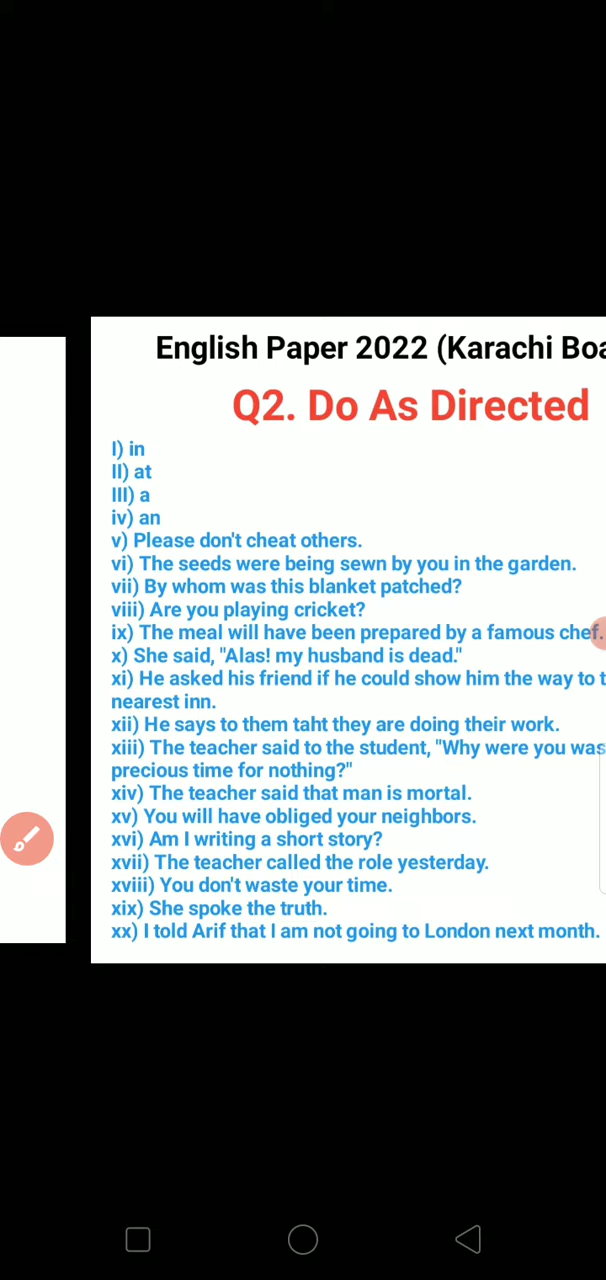 English Paper 2022 (Karachi Boa
Q2. Do As Directed
I) in
II) at
III) a
iv) an
v) Please don't cheat others.
vi) The seeds were being sewn by you in the garden.
vii) By whom was this blanket patched?
viii) Are you playing cricket?
ix) The meal will have been prepared by a famous chef.
x) She said, "Alas! my husband is dead."
xi) He asked his friend if he could show him the way to t
nearest inn.
xii) He says to them taht they are doing their work.
xiii) The teacher said to the student, "Why were you was
precious time for nothing?"
xiv) The teacher said that man is mortal.
xv) You will have obliged your neighbors.
xvi) Am I writing a short story?
xvii) The teacher called the role yesterday.
xviii) You don't waste your time.
xix) She spoke the truth.
xx) I told Arif that I am not going to London next month.